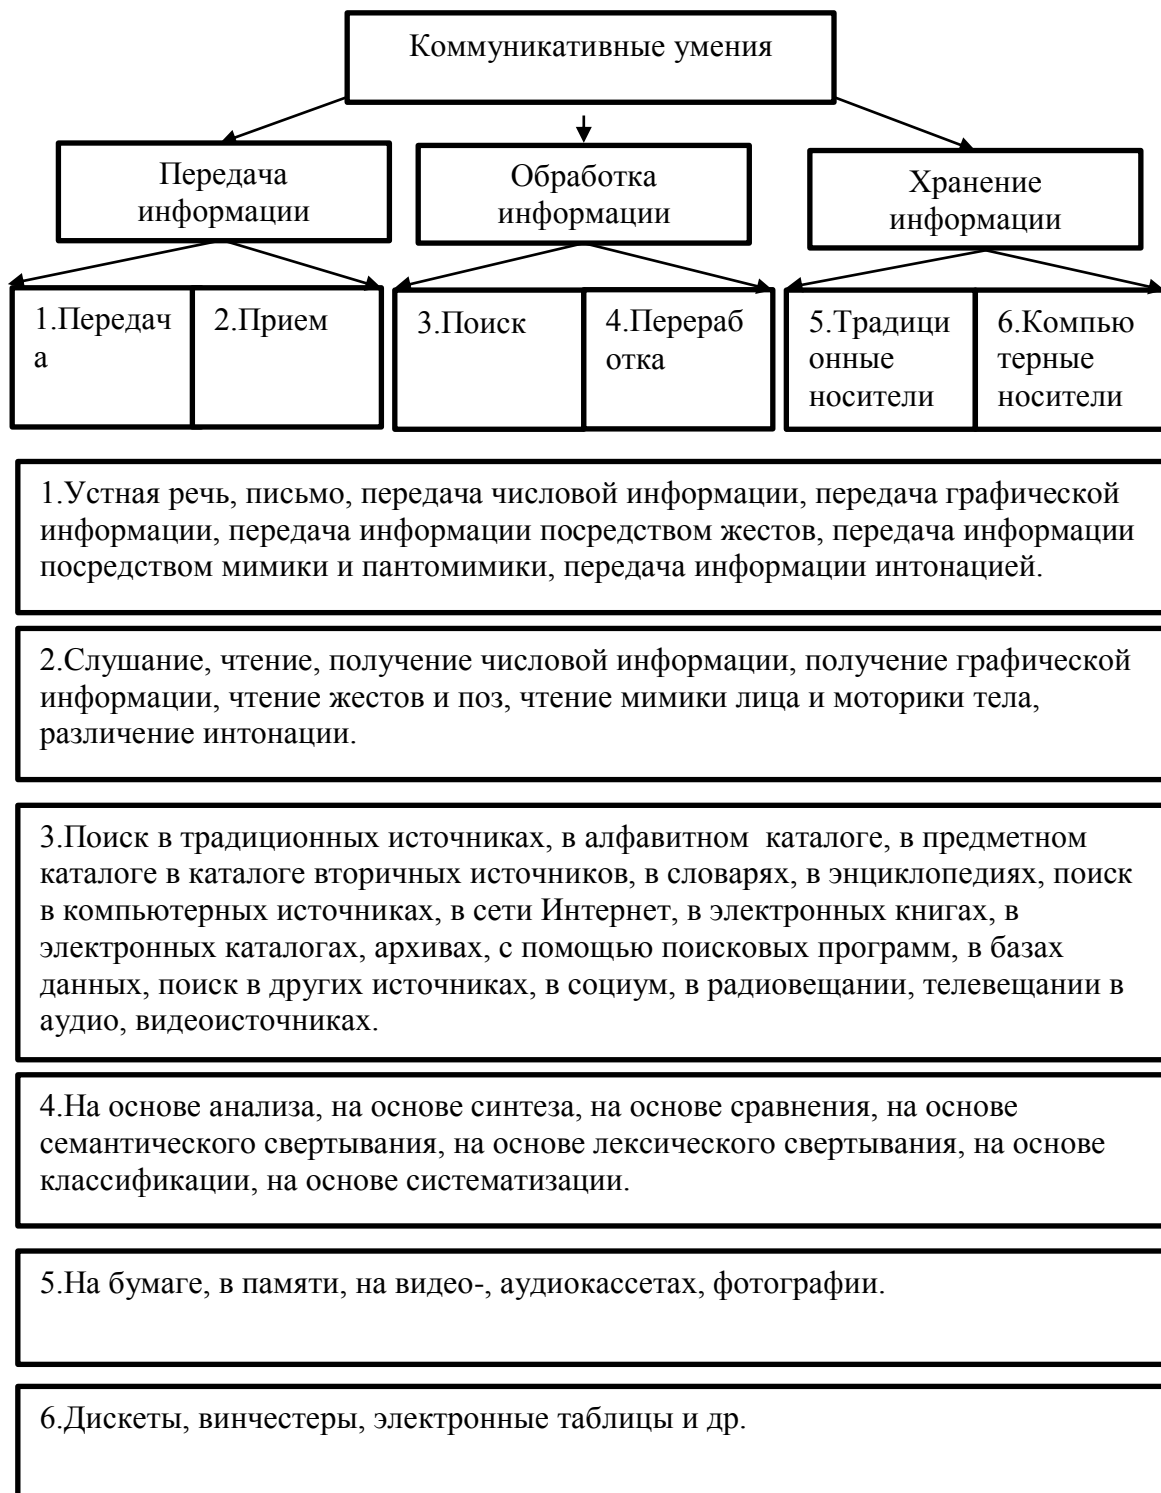 Коммуникативные умения
Передача
информации
Обработка
информации
Хранение
информации
1.Передач
а
2.Прием
3.Поиск
4.Перераб
отка
5.Традици
онные
носители
6.Компью
терные
носители
1.Устная речь, письмо, передача числовой информации, передача графической
информации, передача информации посредством жестов, передача информации
посредством мимики и пантомимики, передача информации интонацией.
2.Слушание, чтение, получение числовой информации, получение графической
информации, чтение жестов и поз, чтение мимики лица и моторики тела,
различение интонации.
3.Поиск в традиционных источниках, в алфавитном  каталоге, в предметном
каталоге в каталоге вторичных источников, в словарях, в энциклопедиях, поиск
в компьютерных источниках, в сети Интернет, в электронных книгах, в
электронных каталогах, архивах, с помощью поисковых программ, в базах
данных, поиск в других источниках, в социум, в радиовещании, телевещании в
аудио, видеоисточниках.
4.На основе анализа, на основе синтеза, на основе сравнения, на основе
семантического свертывания, на основе лексического свертывания, на основе
классификации, на основе систематизации.
5.На бумаге, в памяти, на видео-, аудиокассетах, фотографии.
6.Дискеты, винчестеры, электронные таблицы и др.